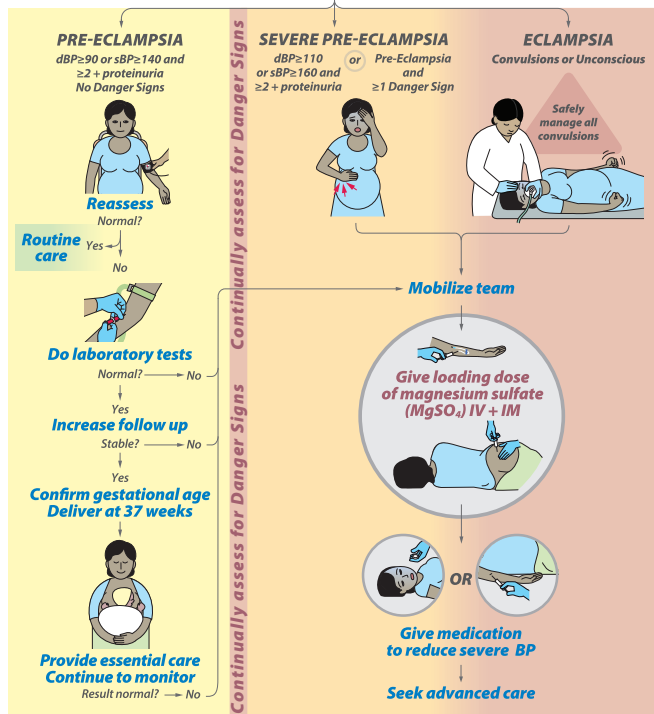 PRE-ECLAMPSIA
dBP≥90 or sBP≥140 and
≥2 + proteinuria
No Danger Signs
Reassess
Normal?
Routine
care
Yes
No
Do laboratory tests
Normal?
No
Yes
Increase follow up
Stable?
No
Yes
Confirm gestational age
Deliver at 37 weeks
Provide essential care
Continue to monitor
Result normal?
No
Continually assess for Danger Signs
Continually assess for Danger Signs
SEVERE PRE-ECLAMPSIA
dBP≥110
or sBP≥160 and
≥2 + proteinuria
or
Pre-Eclampsia
and
≥1 Danger Sign
ECLAMPSIA
Convulsions or Unconscious
Safely
manage all
convulsions
Mobilize team
Give loading dose
of magnesium sulfate
(MgSO₄) IV + IM
OR
Give medication
to reduce severe BP
Seek advanced care